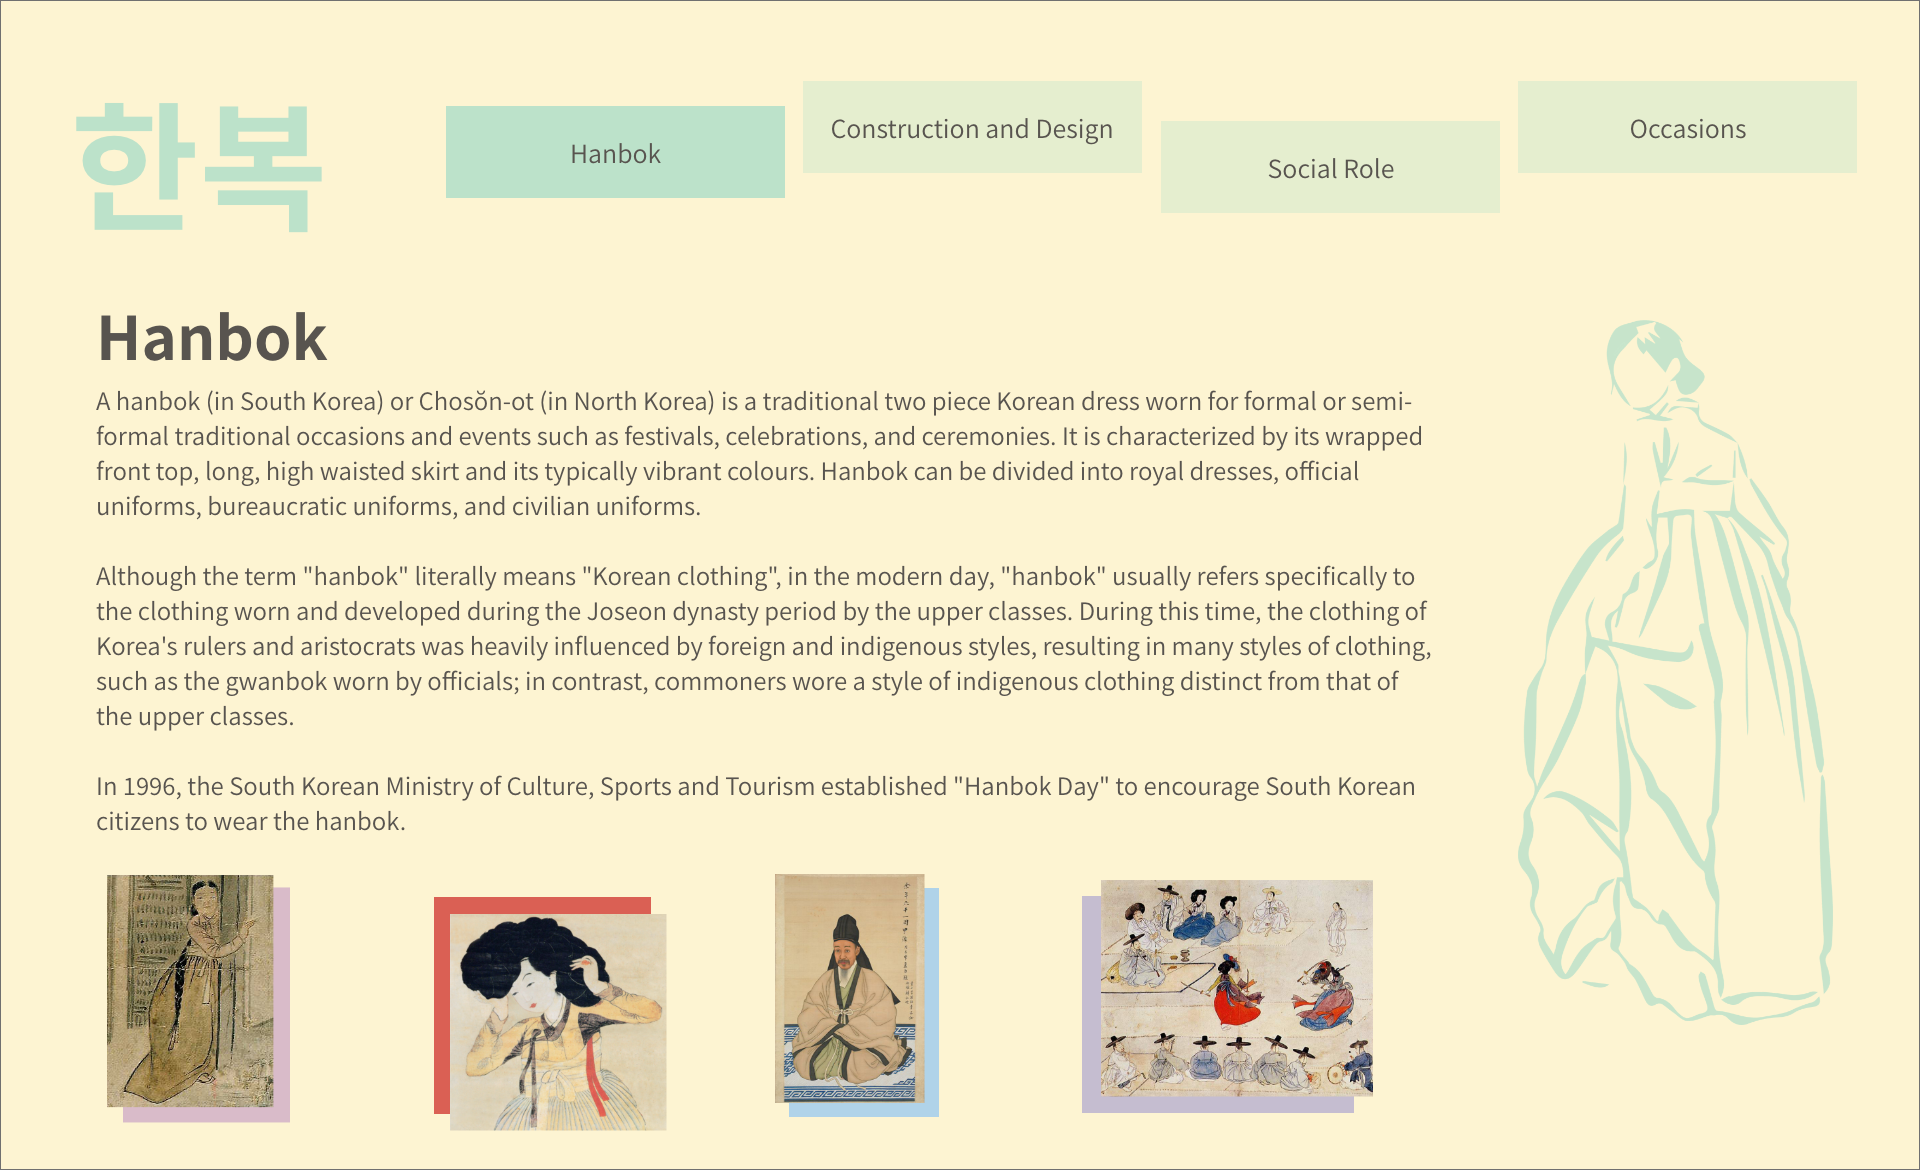 한복
Hanbok
Construction and Design
Social Role
Occasions
Hanbok
A hanbok (in South Korea) or Chosŏn-ot (in North Korea) is a traditional two piece Korean dress worn for formal or semi-
formal traditional occasions and events such as festivals, celebrations, and ceremonies. It is characterized by its wrapped
front top, long, high waisted skirt and its typically vibrant colours. Hanbok can be divided into royal dresses, official
uniforms, bureaucratic uniforms, and civilian uniforms.
Although the term "hanbok" literally means "Korean clothing", in the modern day, "hanbok" usually refers specifically to
the clothing worn and developed during the Joseon dynasty period by the upper classes. During this time, the clothing of
Korea's rulers and aristocrats was heavily influenced by foreign and indigenous styles, resulting in many styles of clothing,
such as the gwanbok worn by officials; in contrast, commoners wore a style of indigenous clothing distinct from that of
the upper classes.
In 1996, the South Korean Ministry of Culture, Sports and Tourism established "Hanbok Day" to encourage South Korean
citizens to wear the hanbok.